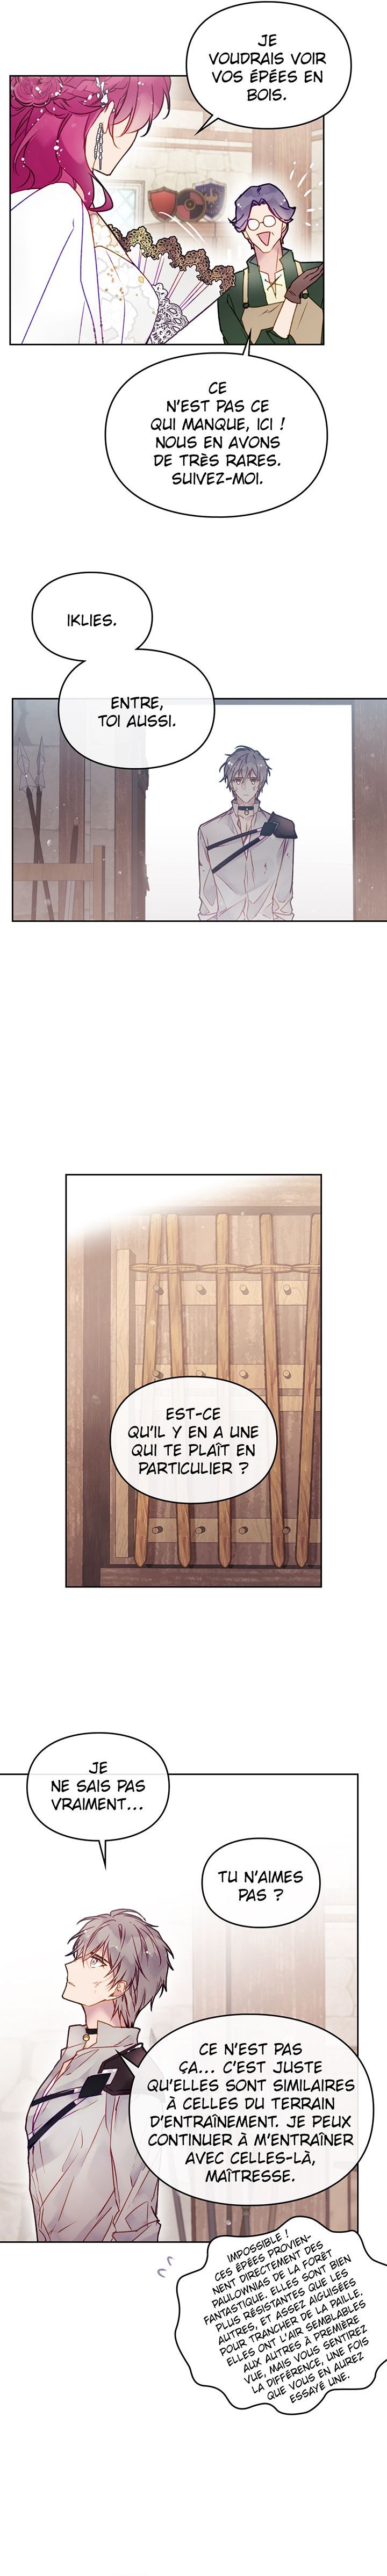 JE
VOUDRAIS VOIR
VOS ÉPÉES EN
BOIS.
CE
N'EST PAS CE
QUI MANQUE, ICI !
NOUS EN AVONS
DE TRÈS RARES.
SUIVEZ-MOI.
IKLIES.
ENTRE,
TOI AUSSI.
EST-CE
QU'IL Y EN A UNE
QUI TE PLAÎT EN
PARTICULIER ?
JE
NE SAIS PAS
VRAIMENT...
TU N'AIMES
PAS ?
CE N'EST PAS
ÇA... C'EST JUSTE
QU'ELLES SONT SIMILAIRES
À CELLES DU TERRAIN
D'ENTRAÎNEMENT. JE PEUX
CONTINUER À M'ENTRAÎNER
AVEC CELLES-LÀ,
MAÎTRESSE.
IMPOSSIBLE !
CES ÉPÉES PROVIEN-
NENT DIRECTEMENT DES
PAULOWNIAS DE LA FORÊT
FANTASTIQUE. ELLES SONT BIEN
PLUS RÉSISTANTES QUE LES
AUTRES, ET ASSEZ AIGUISÉES
POUR TRANCHER DE LA PAILLE.
ELLES ONT L'AIR SEMBLABLES
AUX AUTRES À PREMIÈRE
VUE, MAIS VOUS SENTIREZ
LA DIFFÉRENCE, UNE FOIS
QUE VOUS EN AUREZ
ESSAYÉ UNE.